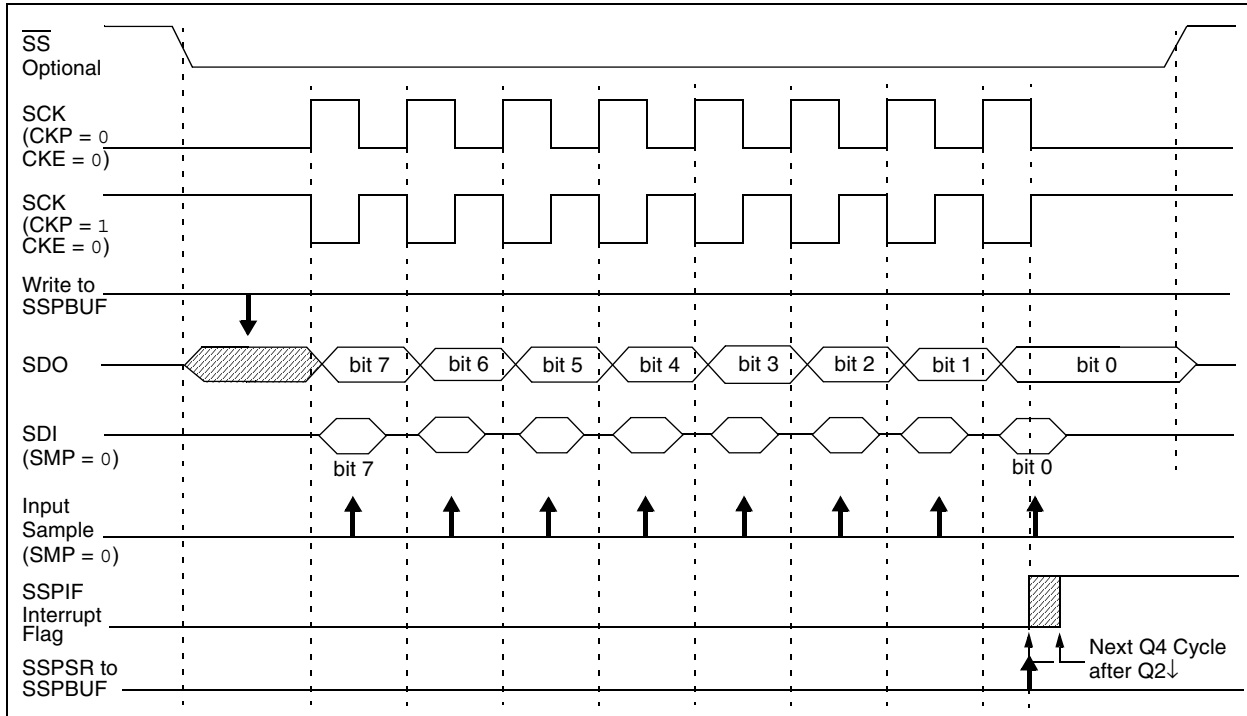 SS
Optional
SCK
(CKP = 0
CKE = 0)
SCK
(CKP = 1
CKE = 0)
Write to
SSPBUF
SDO
bit 7
bit 6
bit 5
bit 4
bit 3
bit 2
bit 1
bit 0
SDI
(SMP = 0)
bit 7
bit 0
Input
Sample
(SMP = 0)
SSPIF
Interrupt
Flag
Next Q4 Cycle
after Q2↓
SSPSR to
SSPBUF